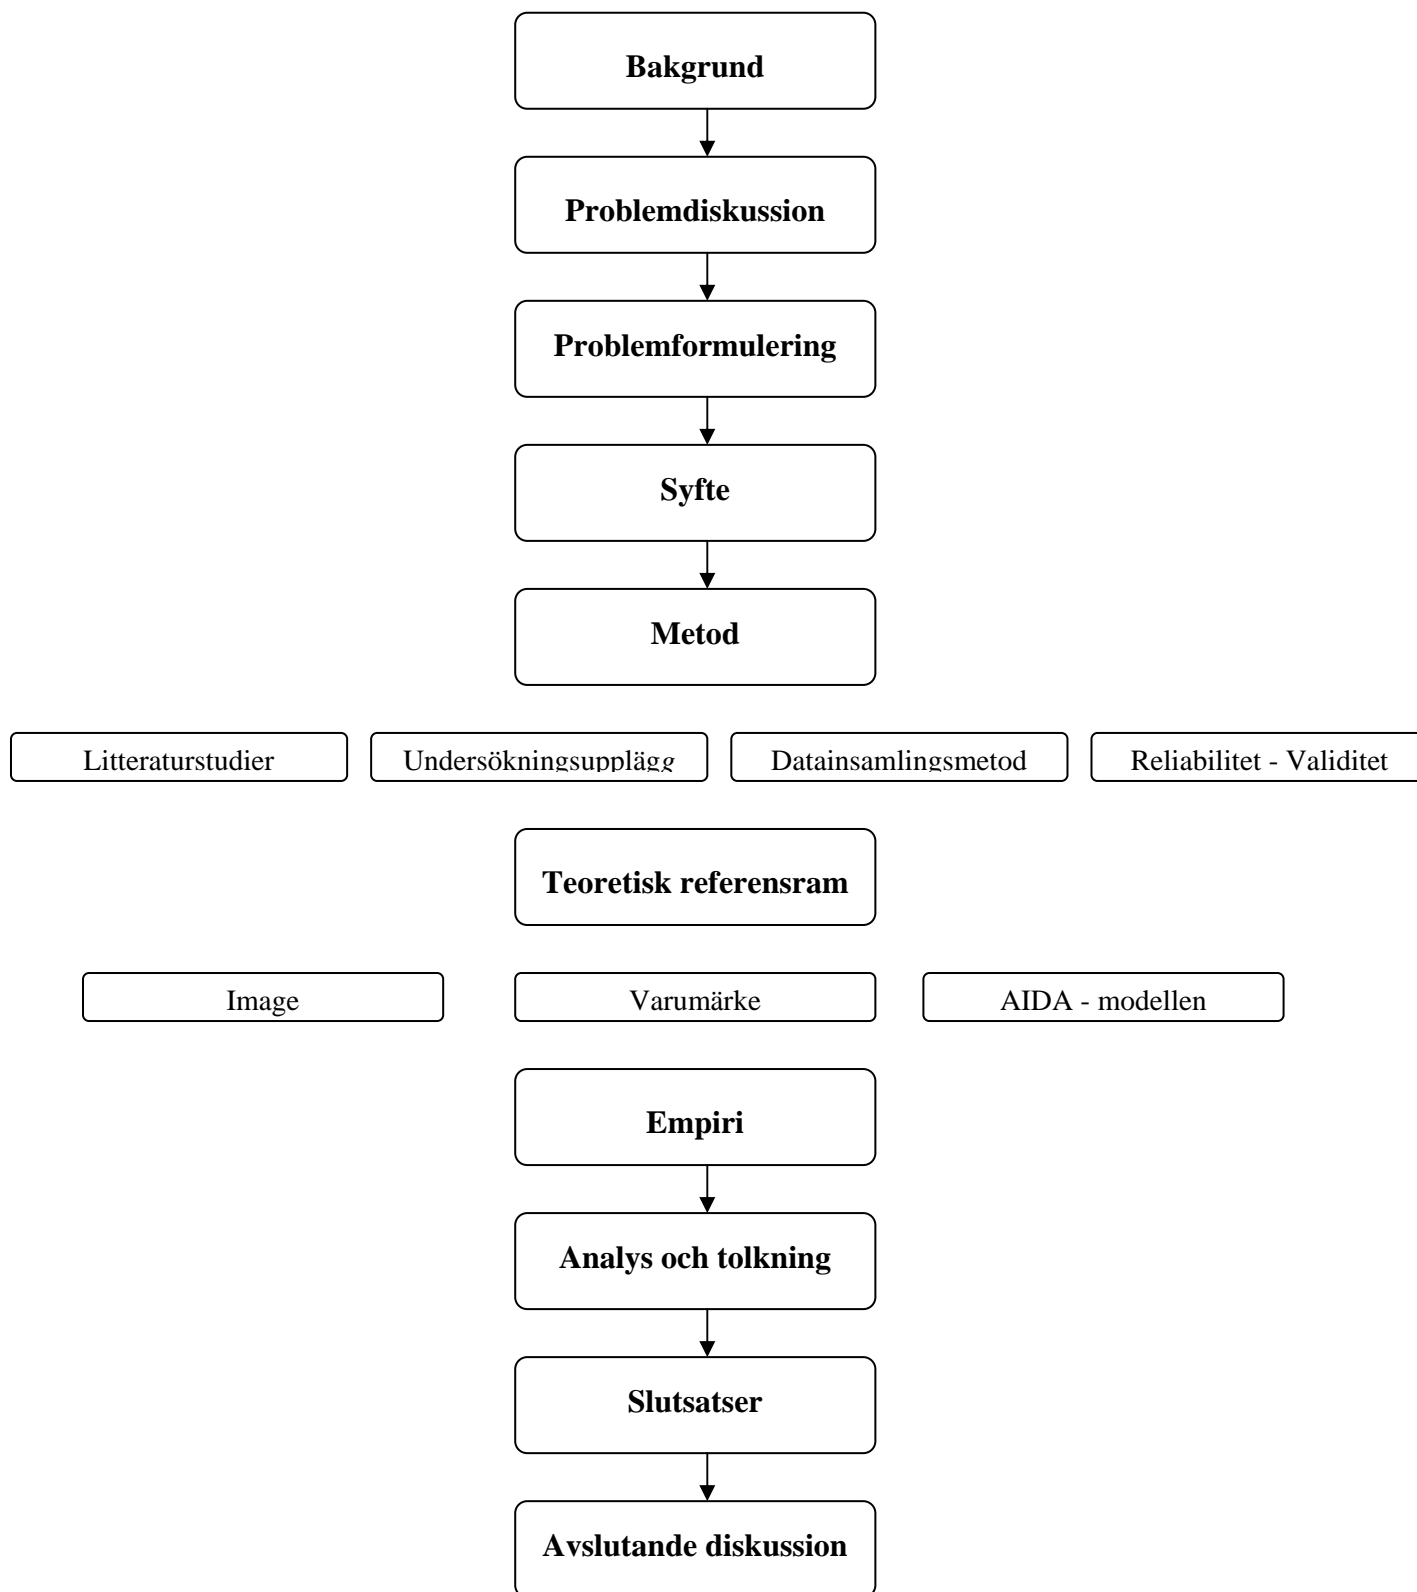 Bakgrund
Problemdiskussion
Problemformulering
Syfte
Metod
Litteraturstudier
Undersökningsupplägg
Datainsamlingsmetod
Reliabilitet - Validitet
Teoretisk referensram
Image
Varumärke
AIDA - modellen
Empiri
Analys och tolkning
Slutsatser
Avslutande diskussion